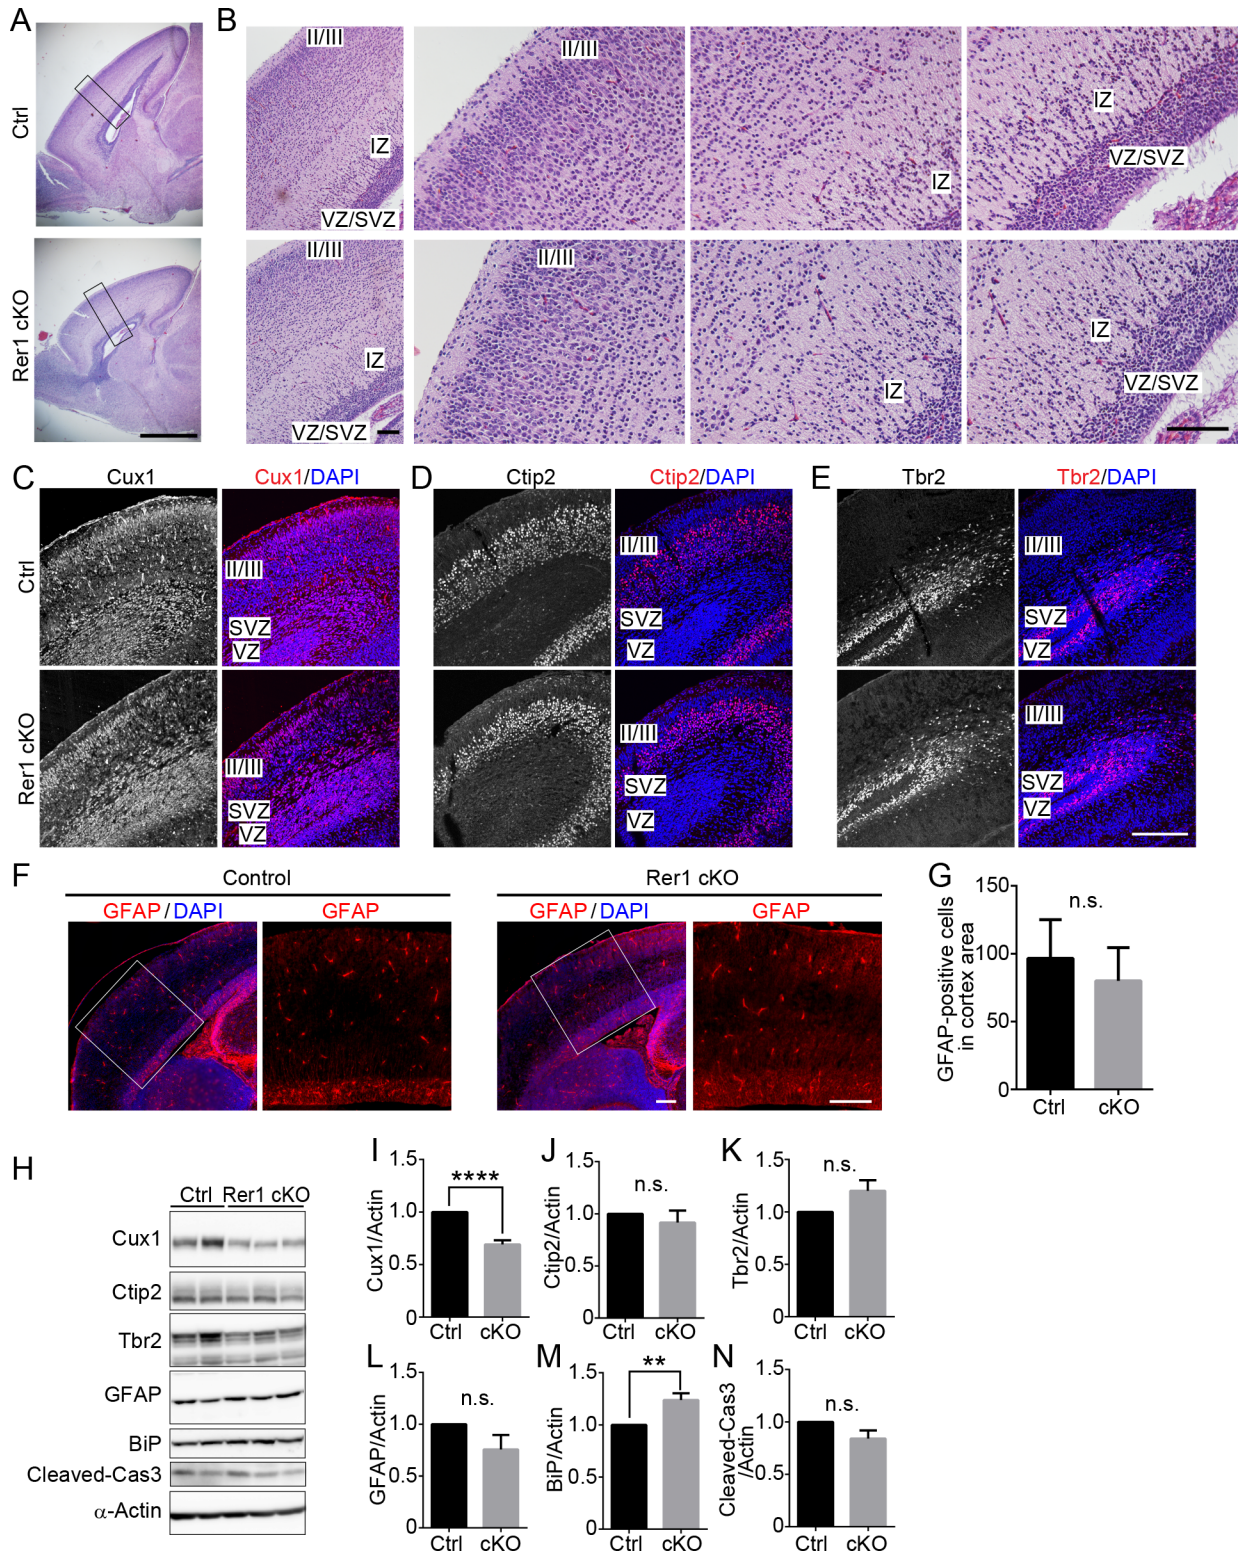 A
B
Ctrl
Rer1 cKO
II/III
IZ
VZ/SVZ
II/III
IZ
IZ
VZ/SVZ
II/III
IZ
VZ/SVZ
II/III
IZ
IZ
VZ/SVZ
C
Cux1
Cux1/DAPI
D
Ctip2
Ctip2/DAPI
E
Tbr2
Tbr2/DAPI
Ctrl
Rer1 cKO
II/III
SVZ
VZ
II/III
SVZ
VZ
II/III
SVZ
VZ
II/III
SVZ
VZ
II/III
SVZ
VZ
II/III
SVZ
VZ
F
Control
Rer1 cKO
GFAP/DAPI
GFAP
GFAP/DAPI
GFAP
G
GFAP-positive cells
in cortex area
150
100
50
0
n.s.
Ctrl
cKO
H
Ctrl Rer1 cKO
Cux1
Ctip2
Tbr2
GFAP
BiP
Cleaved-Cas3
α-Actin
I
Cux1/Actin
1.5
1.0
0.5
0
****
Ctrl cKO
J
Ctip2/Actin
1.5
1.0
0.5
0
n.s.
Ctrl cKO
K
Tbr2/Actin
1.5
1.0
0.5
0
n.s.
Ctrl cKO
L
GFAP/Actin
1.5
1.0
0.5
0
n.s.
Ctrl cKO
M
BiP/Actin
1.5
1.0
0.5
0
**
Ctrl cKO
N
Cleaved-Cas3
/Actin
1.5
1.0
0.5
0
n.s.
Ctrl cKO